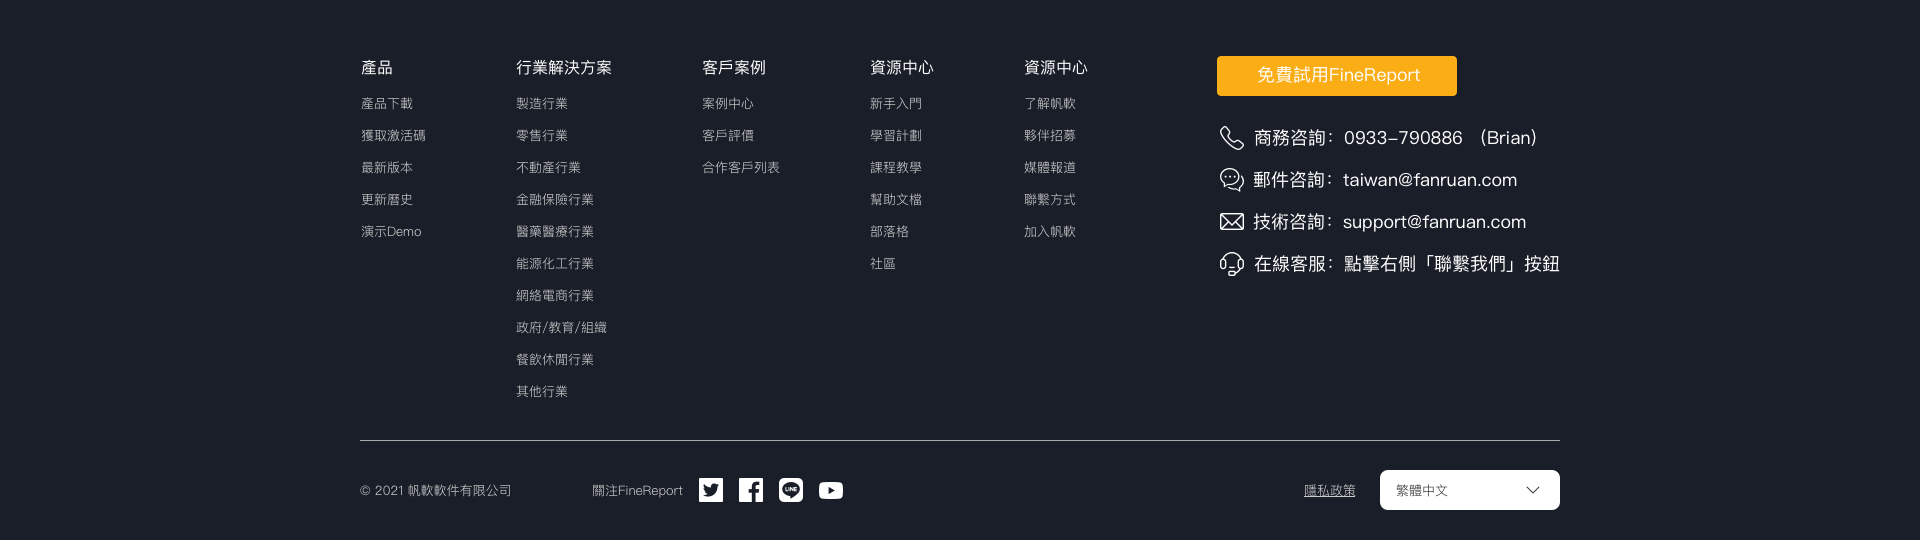 產品
產品下載
獲取激活碼
最新版本
更新曆史
演示Demo
行業解決方案
製造行業
零售行業
不動產行業
金融保險行業
醫藥醫療行業
能源化工行業
網絡電商行業
政府/教育/組織
餐飲休閒行業
其他行業
客戶案例
案例中心
客戶評價
合作客戶列表
資源中心
新手入門
學習計劃
課程教學
幫助文檔
部落格
社區
資源中心
了解帆軟
夥伴招募
媒體報道
聯繫方式
加入帆軟
免費試用FineReport
商務咨詢：0933-790886 （Brian）
郵件咨詢：taiwan@fanruan.com
技術咨詢：support@fanruan.com
在線客服：點擊右側「聯繫我們」按鈕
© 2021 帆軟軟件有限公司
關注FineReport
LINE
隱私政策
繁體中文